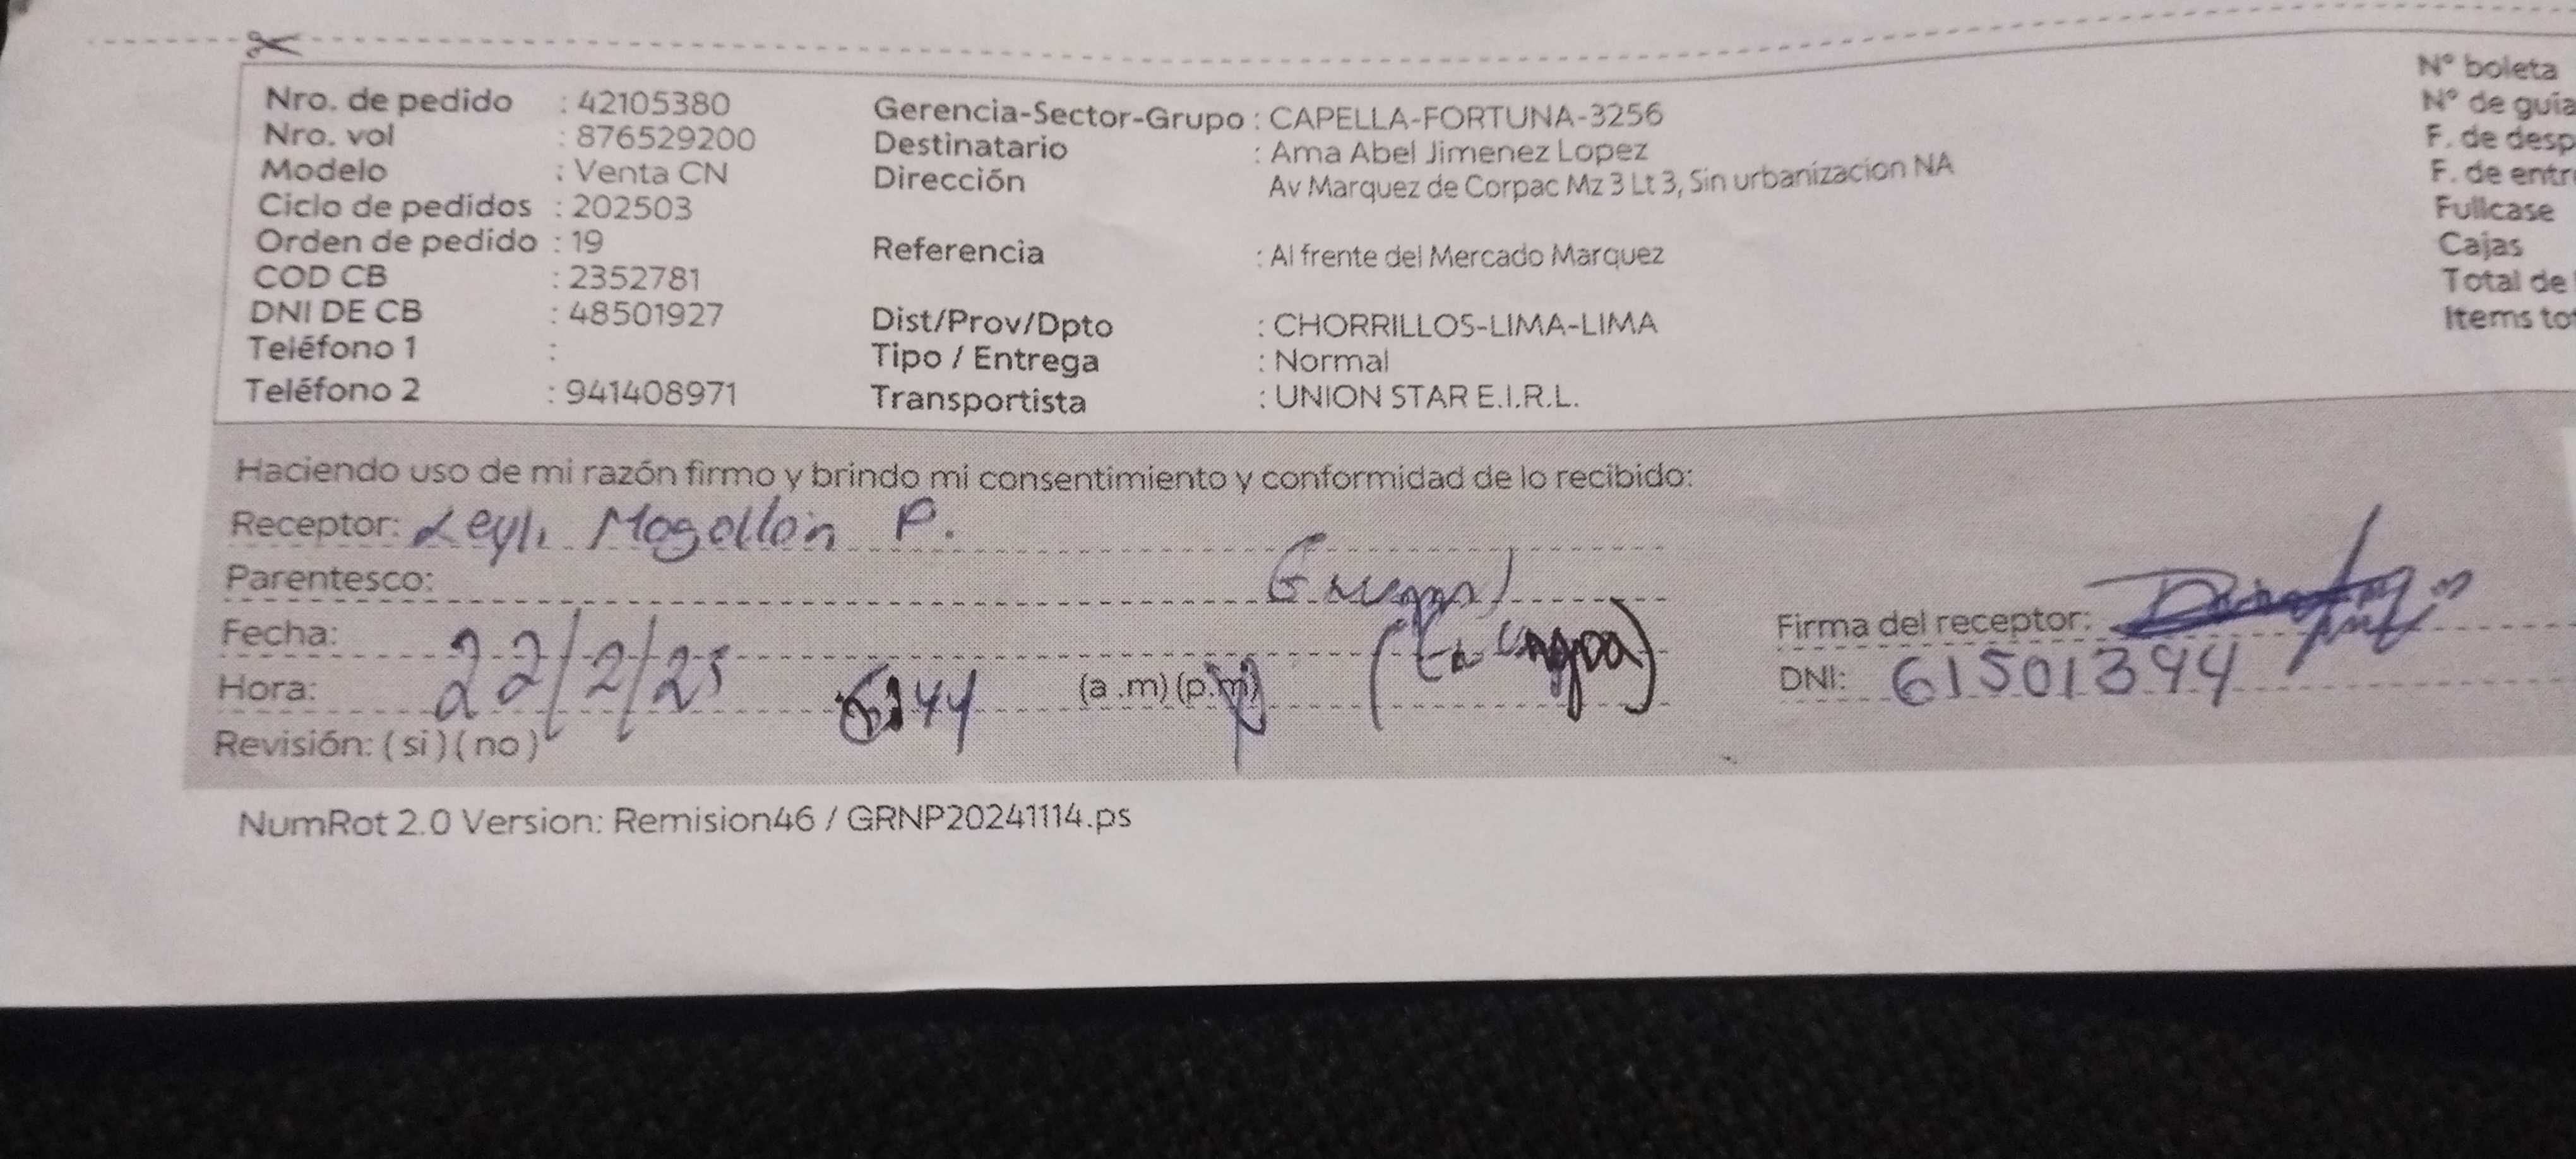 Nro. de pedido : 42105380
Nro. vol : 876529200
Modelo : Venta CN
Ciclo de pedidos : 202503
Orden de pedido : 19
COD CB : 2352781
DNI DE CB : 48501927
Teléfono 1 :
Teléfono 2 : 941408971
Gerencia-Sector-Grupo : CAPELLA-FORTUNA-3256
Destinatario : Ama Abel Jimenez Lopez
Dirección Av Marquez de Corpac Mz 3 Lt 3, Sin urbanizacion NA
Referencia : Al frente del Mercado Marquez
Dist/Prov/Dpto : CHORRILLOS-LIMA-LIMA
Tipo / Entrega : Normal
Transportista : UNION STAR E.I.R.L.
N° boleta
N° de guía
F. de
F. de
Fullcase
Cajas
Total de
Items
Haciendo uso de mi razón firmo y brindo mi consentimiento y conformidad de lo recibido:
Receptor: Leyli Mogollón P.
Parentesco:
Fecha: 22/2/25
Hora: (a .m) (p.m)
Revisión: ( si ) ( no )
Firma del receptor:
DNI: 61501394
NumRot 2.0 Version: Remision46 / GRNP20241114.ps